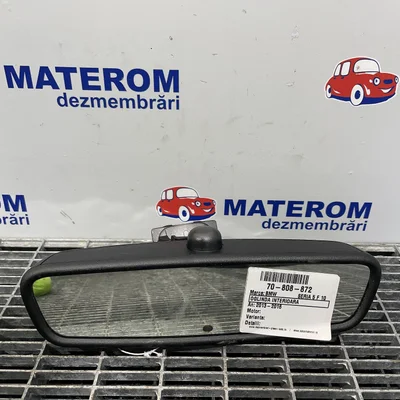 MATEROM
dezmembrări
MATEROM
dezmembrări
MATEROM
dezmembrări
70-808-872
Marca: BMW SERIA 5 F 10
OGLINDA INTERIOARA
An: 2013 - 2016
Motor:
Varianta:
Detalii: